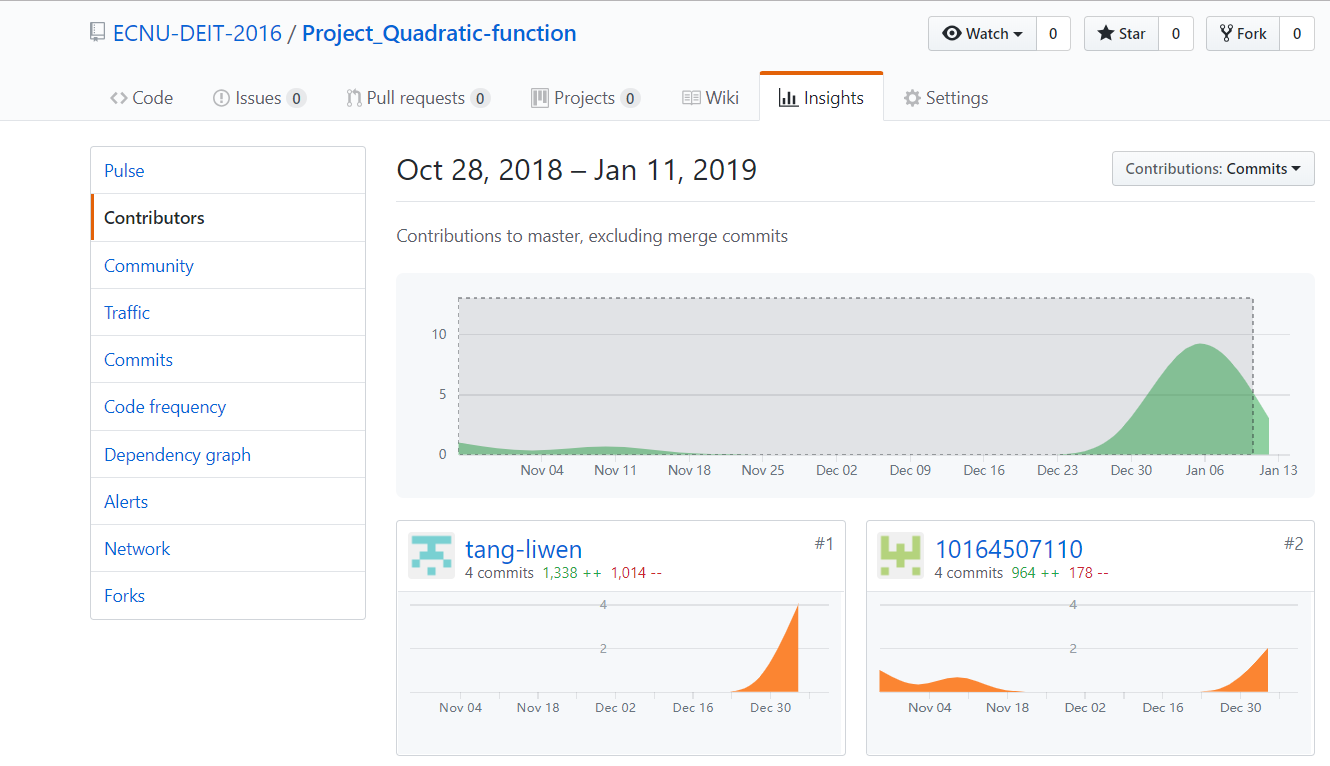 ECNU-DEIT-2016 / Project_Quadratic-function
Watch 0 Star 0 Fork 0
Code Issues 0 Pull requests 0 Projects 0 Wiki Insights Settings
Pulse
Contributors
Community
Traffic
Commits
Code frequency
Dependency graph
Alerts
Network
Forks
Oct 28, 2018 – Jan 11, 2019
Contributions: Commits
Contributions to master, excluding merge commits
10
5
0
Nov 04 Nov 11 Nov 18 Nov 25 Dec 02 Dec 09 Dec 16 Dec 23 Dec 30 Jan 06 Jan 13
tang-liwen #1
4 commits 1,338 ++ 1,014 --
4
2
Nov 04 Nov 18 Dec 02 Dec 16 Dec 30
10164507110 #2
4 commits 964 ++ 178 --
4
2
Nov 04 Nov 18 Dec 02 Dec 16 Dec 30